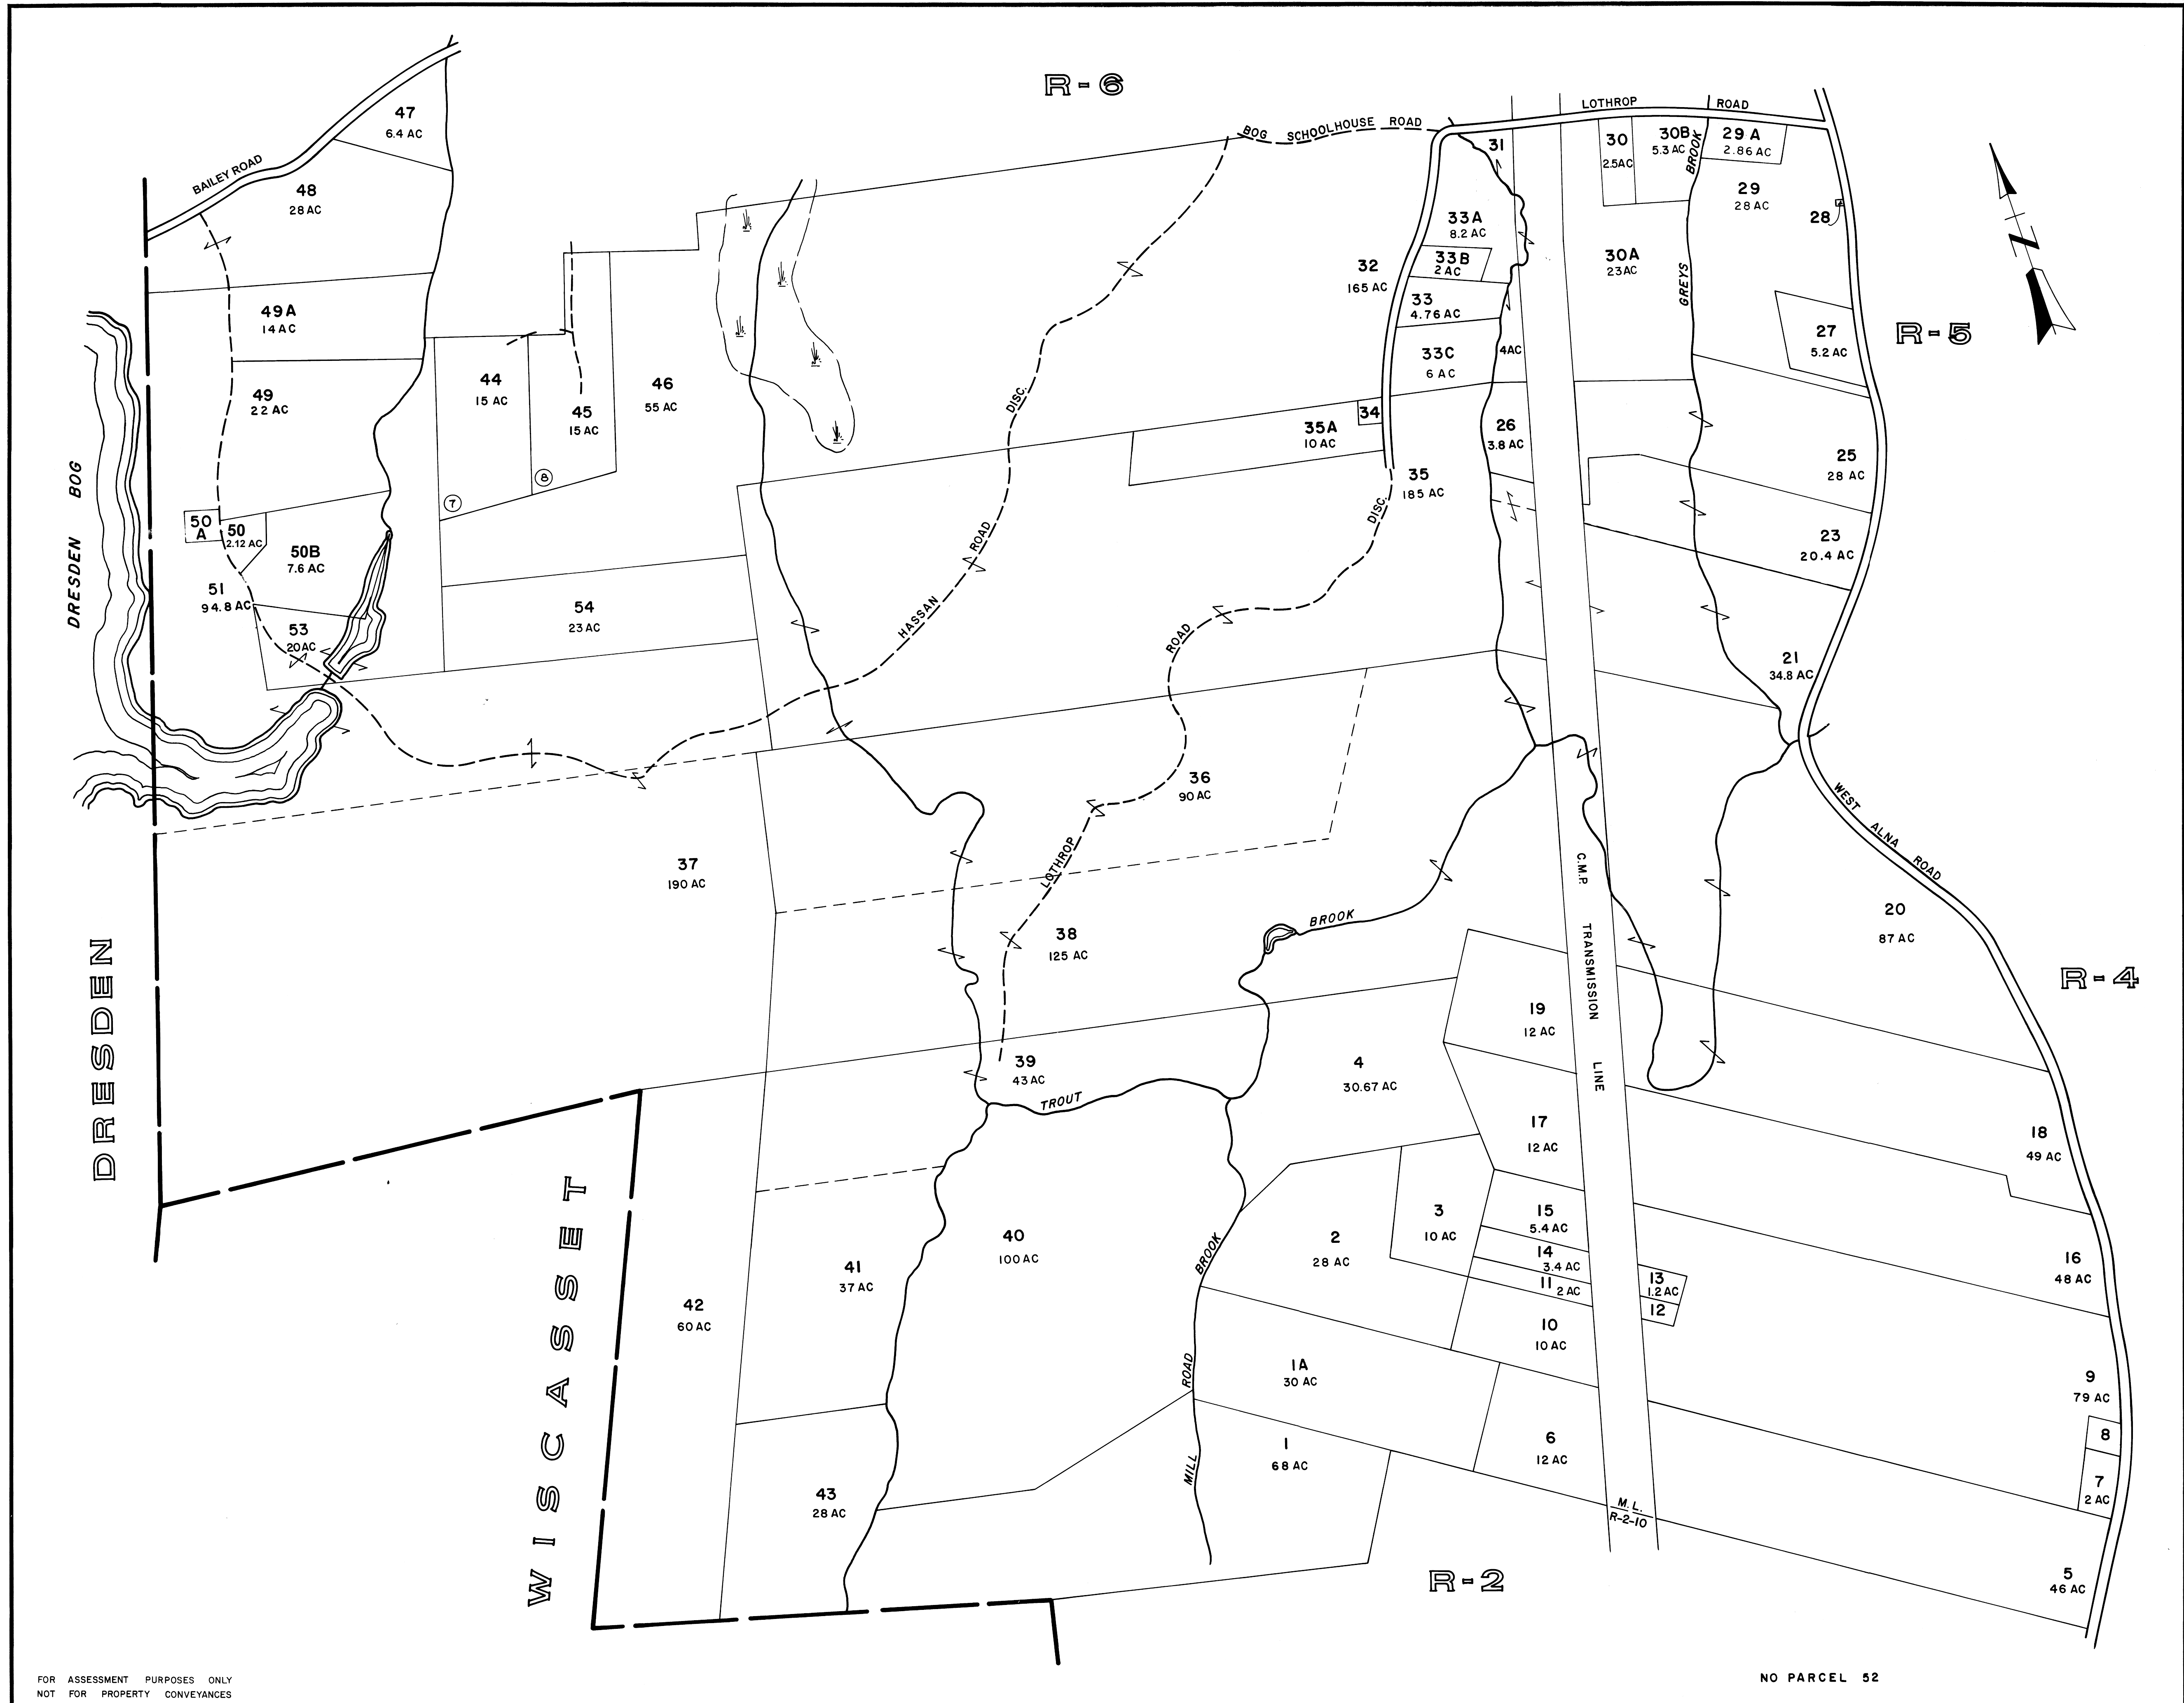 R-6
BAILEY ROAD
47
6.4 AC
48
28 AC
49A
14 AC
49
22 AC
DRESDEN BOG
50
A
50
2.12 AC
50B
7.6 AC
51
94.8 AC
53
20 AC
44
15 AC
7
45
15 AC
8
46
55 AC
54
23 AC
BOG SCHOOLHOUSE ROAD
LOTHROP ROAD
31
30
2.5 AC
30B
5.3 AC
BROOK
29 A
2.86 AC
29
28 AC
28
33A
8.2 AC
33B
2 AC
32
165 AC
33
4.76 AC
33C
6 AC
4 AC
30A
23 AC
GREYS
27
5.2 AC
R-5
N
DISC.
HASSAN ROAD
35A
10 AC
34
35
185 AC
DISC.
26
3.8 AC
25
28 AC
23
20.4 AC
21
34.8 AC
ROAD
LOTHROP
36
90 AC
37
190 AC
38
125 AC
BROOK
C.M.P. TRANSMISSION LINE
WEST ALNA ROAD
20
87 AC
R-4
DRESDEN
39
43 AC
TROUT
4
30.67 AC
19
12 AC
17
12 AC
18
49 AC
WISCASSET
42
60 AC
41
37 AC
40
100 AC
BROOK
2
28 AC
3
10 AC
15
5.4 AC
14
3.4 AC
11 2 AC
13
1.2 AC
12
10
10 AC
16
48 AC
1A
30 AC
ROAD
MILL
9
79 AC
8
7
2 AC
43
28 AC
1
68 AC
6
12 AC
M.L.
R-2-10
R-2
5
46 AC
FOR ASSESSMENT PURPOSES ONLY
NOT FOR PROPERTY CONVEYANCES
NO PARCEL 52